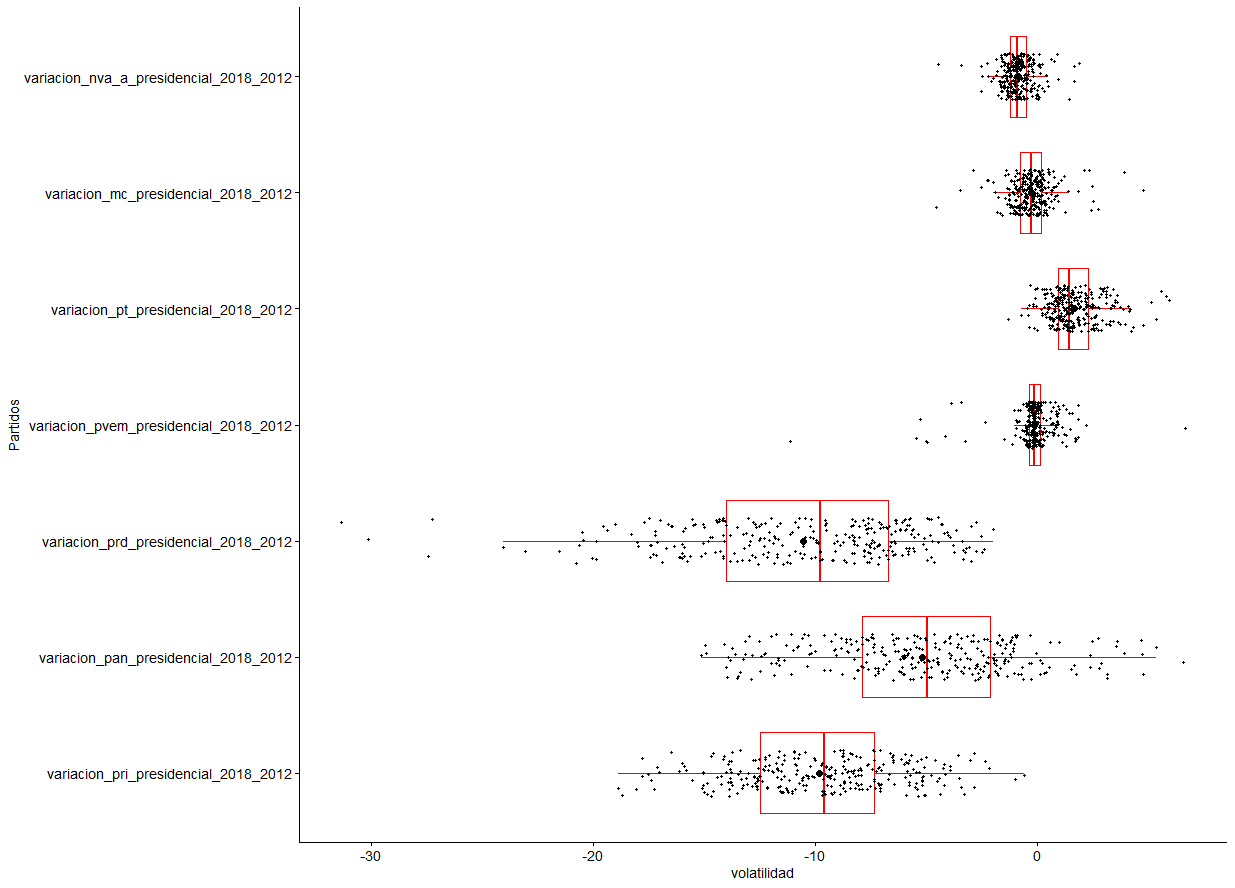 variacion_nva_a_presidencial_2018_2012
variacion_mc_presidencial_2018_2012
variacion_pt_presidencial_2018_2012
Partidos
variacion_pvem_presidencial_2018_2012
variacion_prd_presidencial_2018_2012
variacion_pan_presidencial_2018_2012
variacion_pri_presidencial_2018_2012
-30 -20 -10 0
volatilidad